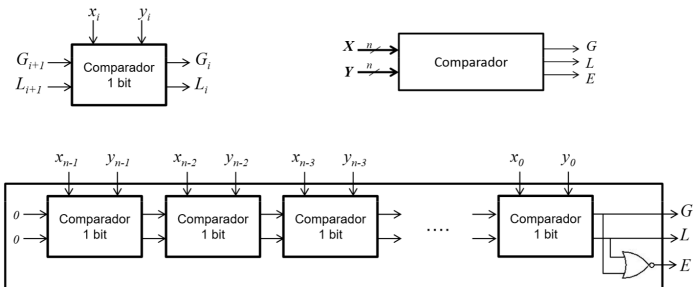 x_i y_i
G_{i+1} Comparador 1 bit G_i
L_{i+1} L_i
X n Comparador G
Y n L
E
x_{n-1} y_{n-1} x_{n-2} y_{n-2} x_{n-3} y_{n-3} x_0 y_0
0 Comparador 1 bit Comparador 1 bit Comparador 1 bit .... Comparador 1 bit G
0 L
E